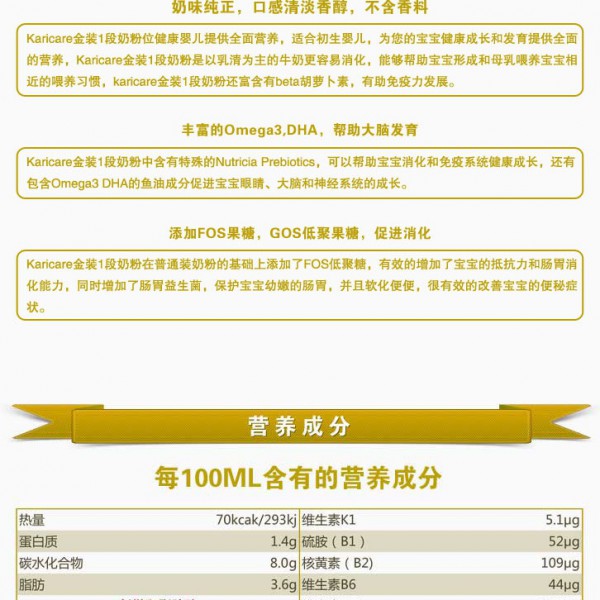 奶味纯正，口感清淡香醇，不含香料
Karicare金装1段奶粉位健康婴儿提供全面营养，适合初生婴儿，为您的宝宝健康成长和发育提供全面
的营养，Karicare金装1段奶粉是以乳清为主的牛奶更容易消化，能够帮助宝宝形成和母乳喂养宝宝相
近的喂养习惯，karicare金装1段奶粉还富含有beta胡萝卜素，有助免疫力发展。
丰富的Omega3,DHA，帮助大脑发育
Karicare金装1段奶粉中含有特殊的Nutricia Prebiotics，可以帮助宝宝消化和免疫系统健康成长，还有
包含Omega3 DHA的鱼油成分促进宝宝眼睛、大脑和神经系统的成长。
添加FOS果糖，GOS低聚果糖，促进消化
Karicare金装1段奶粉在普通装奶粉的基础上添加了FOS低聚糖，有效的增加了宝宝的抵抗力和肠胃消
化能力，同时增加了肠胃益生菌，保护宝宝幼嫩的肠胃，并且软化便便，很有效的改善宝宝的便秘症
状。
营养成分
每100ML含有的营养成分
热量 70kcak/293kj 维生素K1 5.1µg
蛋白质 1.4g 硫胺（B1） 52µg
碳水化合物 8.0g 核黄素（B2） 109µg
脂肪 3.6g 维生素B6 44µg